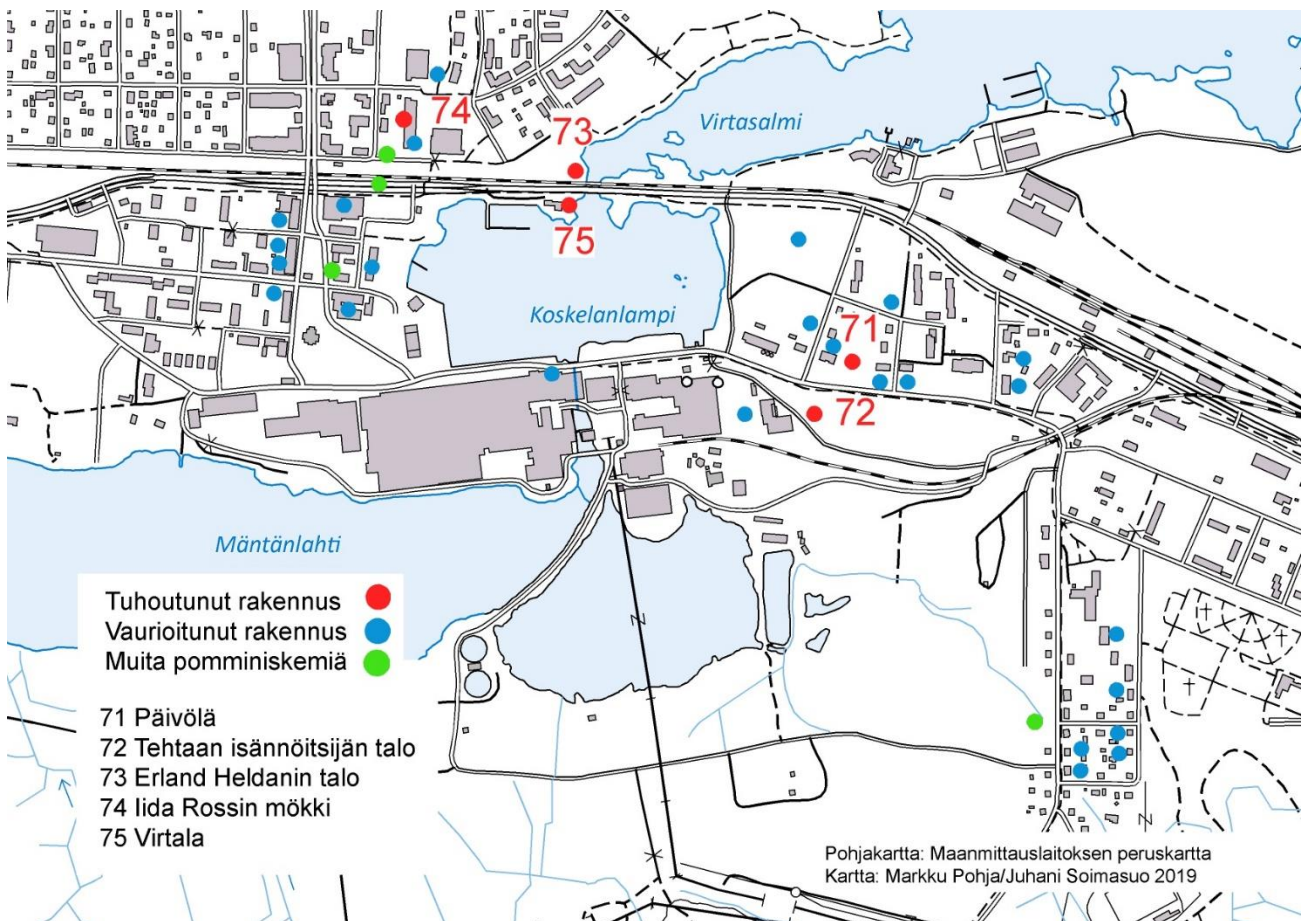 74
73
Virtasalmi
75
Koskelanlampi
71
72
Mäntänlahti
Tuhoutunut rakennus
Vaurioitunut rakennus
Muita pomminiskemiä
71 Päivölä
72 Tehtaan isännöitsijän talo
73 Erland Heldanin talo
74 Iida Rossin mökki
75 Virtala
Pohjakartta: Maanmittauslaitoksen peruskartta
Kartta: Markku Pohja/Juhani Soimasuo 2019